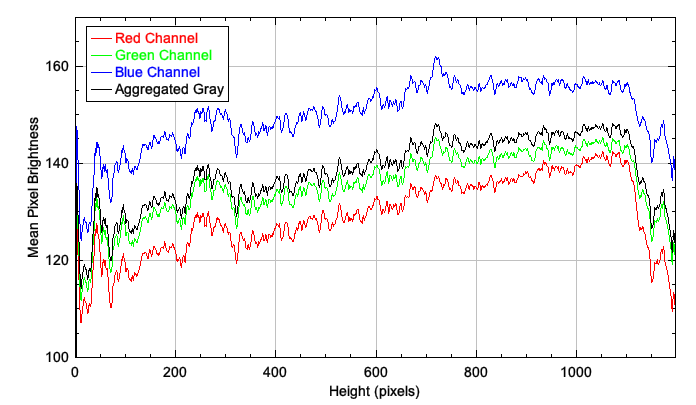 Red Channel
Green Channel
Blue Channel
Aggregated Gray
Mean Pixel Brightness
160
140
120
100
0 200 400 600 800 1000
Height (pixels)